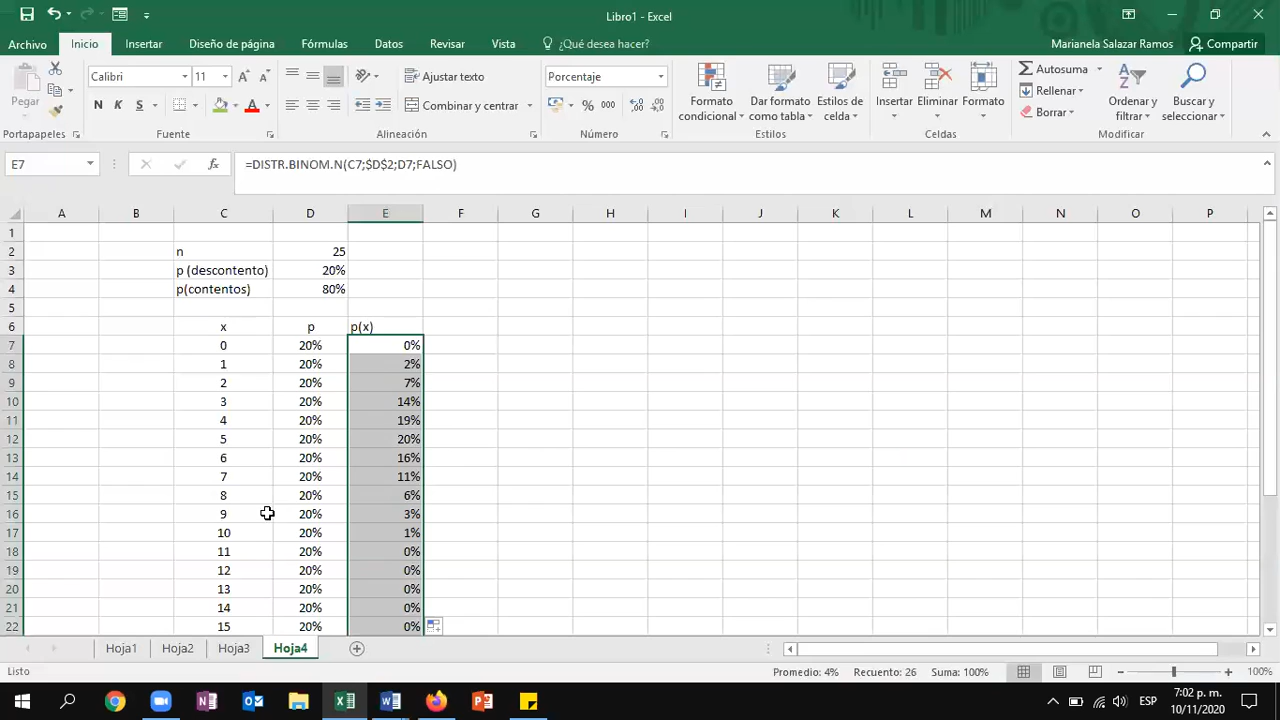 Libro1 - Excel
Archivo Inicio Insertar Diseño de página Fórmulas Datos Revisar Vista ¿Qué desea hacer? Marianela Salazar Ramos Compartir
Pegar
Calibri 11
N K S
Ajustar texto
Combinar y centrar
Porcentaje
% 000
Formato condicional
Dar formato como tabla
Estilos de celda
Insertar Eliminar Formato
Autosuma
Rellenar
Borrar
Ordenar y filtrar
Buscar y seleccionar
Portapapeles Fuente Alineación Número Estilos Celdas Modificar
E7 fx =DISTR.BINOM.N(C7;$D$2;D7;FALSO)
A B C D E F G H I J K L M N O P
1
2 n 25
3 p (descontento) 20%
4 p(contentos) 80%
5
6 x p p(x)
7 0 20% 0%
8 1 20% 2%
9 2 20% 7%
10 3 20% 14%
11 4 20% 19%
12 5 20% 20%
13 6 20% 16%
14 7 20% 11%
15 8 20% 6%
16 9 20% 3%
17 10 20% 1%
18 11 20% 0%
19 12 20% 0%
20 13 20% 0%
21 14 20% 0%
22 15 20% 0%
Hoja1 Hoja2 Hoja3 Hoja4
Listo Promedio: 4% Recuento: 26 Suma: 100% 100%
ESP 7:02 p. m.
10/11/2020